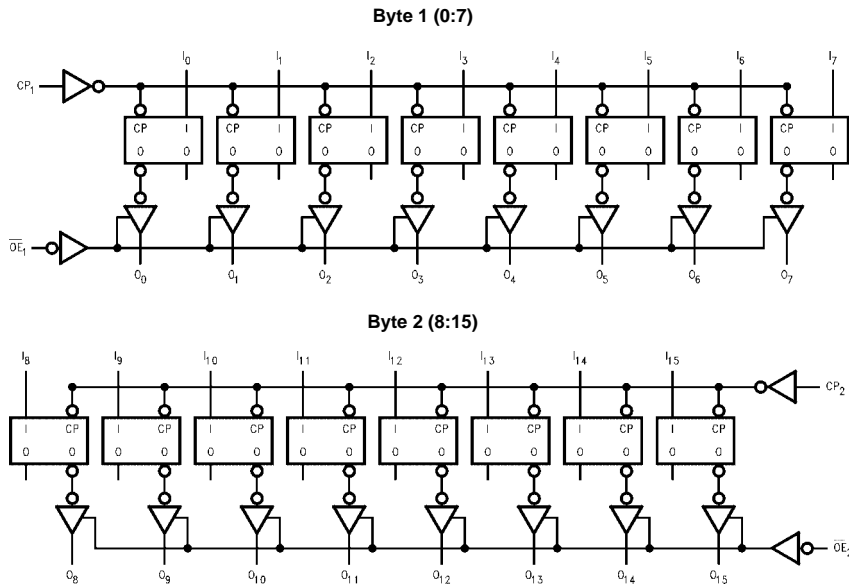 Byte 1 (0:7)
I0 I1 I2 I3 I4 I5 I6 I7
CP1
CP I CP I CP I CP I CP I CP I CP I CP I
O O O O O O O O O O O O O O O O
OE1
O0 O1 O2 O3 O4 O5 O6 O7
Byte 2 (8:15)
I8 I9 I10 I11 I12 I13 I14 I15
CP2
I CP I CP I CP I CP I CP I CP I CP I CP
O O O O O O O O O O O O O O O O
OE2
O8 O9 O10 O11 O12 O13 O14 O15